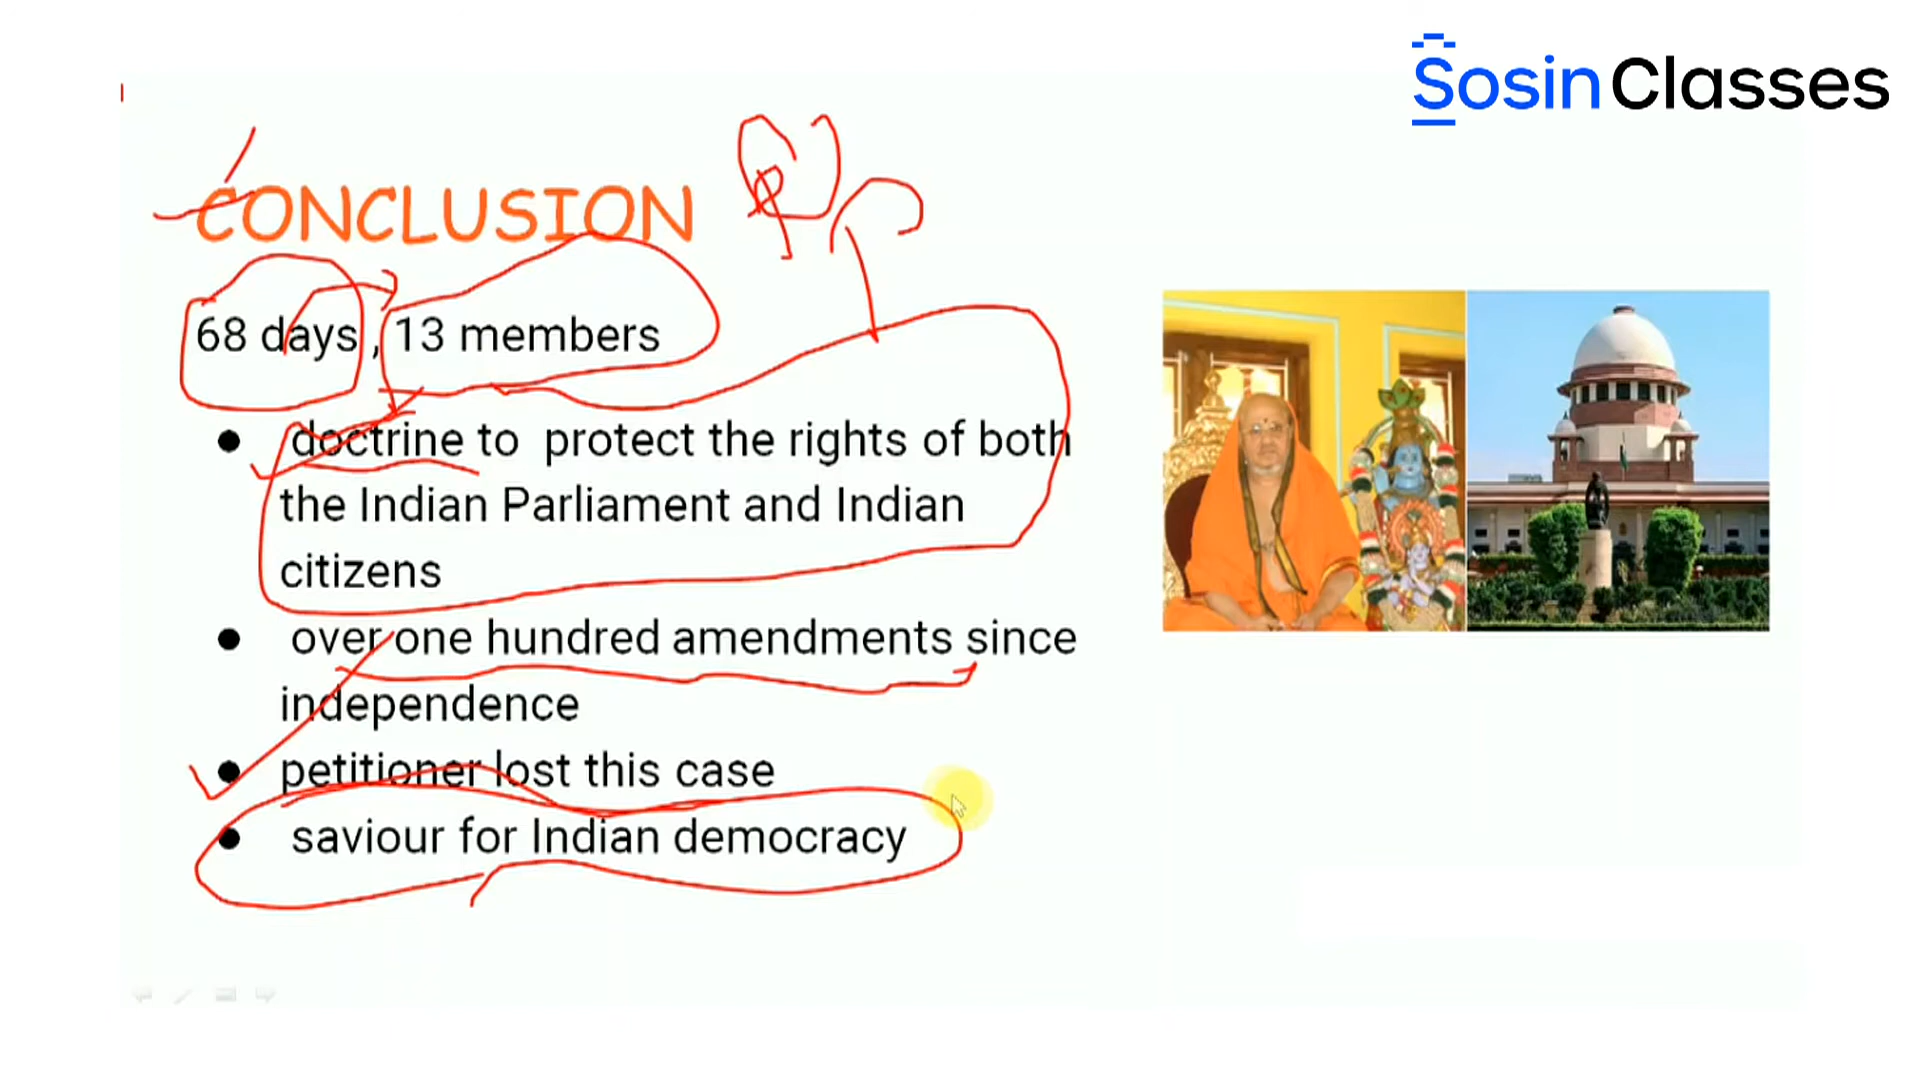 Sosin Classes
CONCLUSION
68 days , 13 members
● doctrine to protect the rights of both
the Indian Parliament and Indian
citizens
● over one hundred amendments since
independence
● petitioner lost this case
● saviour for Indian democracy